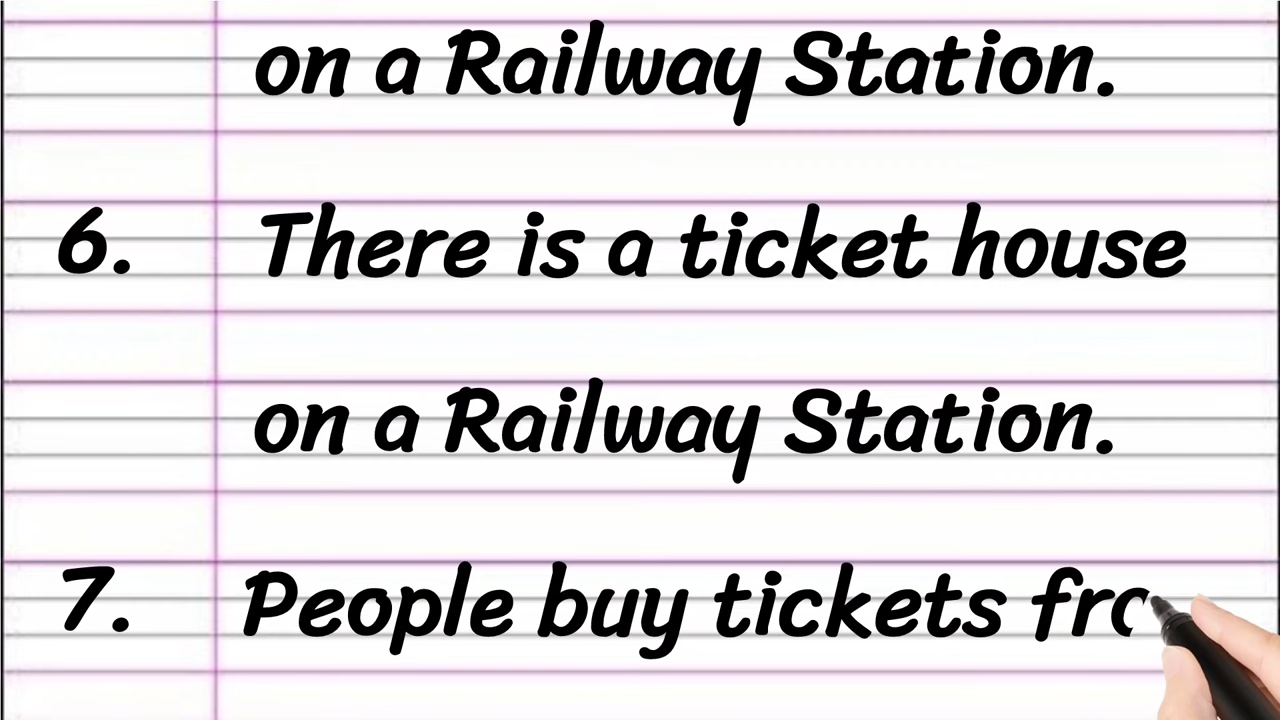 on a Railway Station.
6. There is a ticket house
on a Railway Station.
7. People buy tickets fro